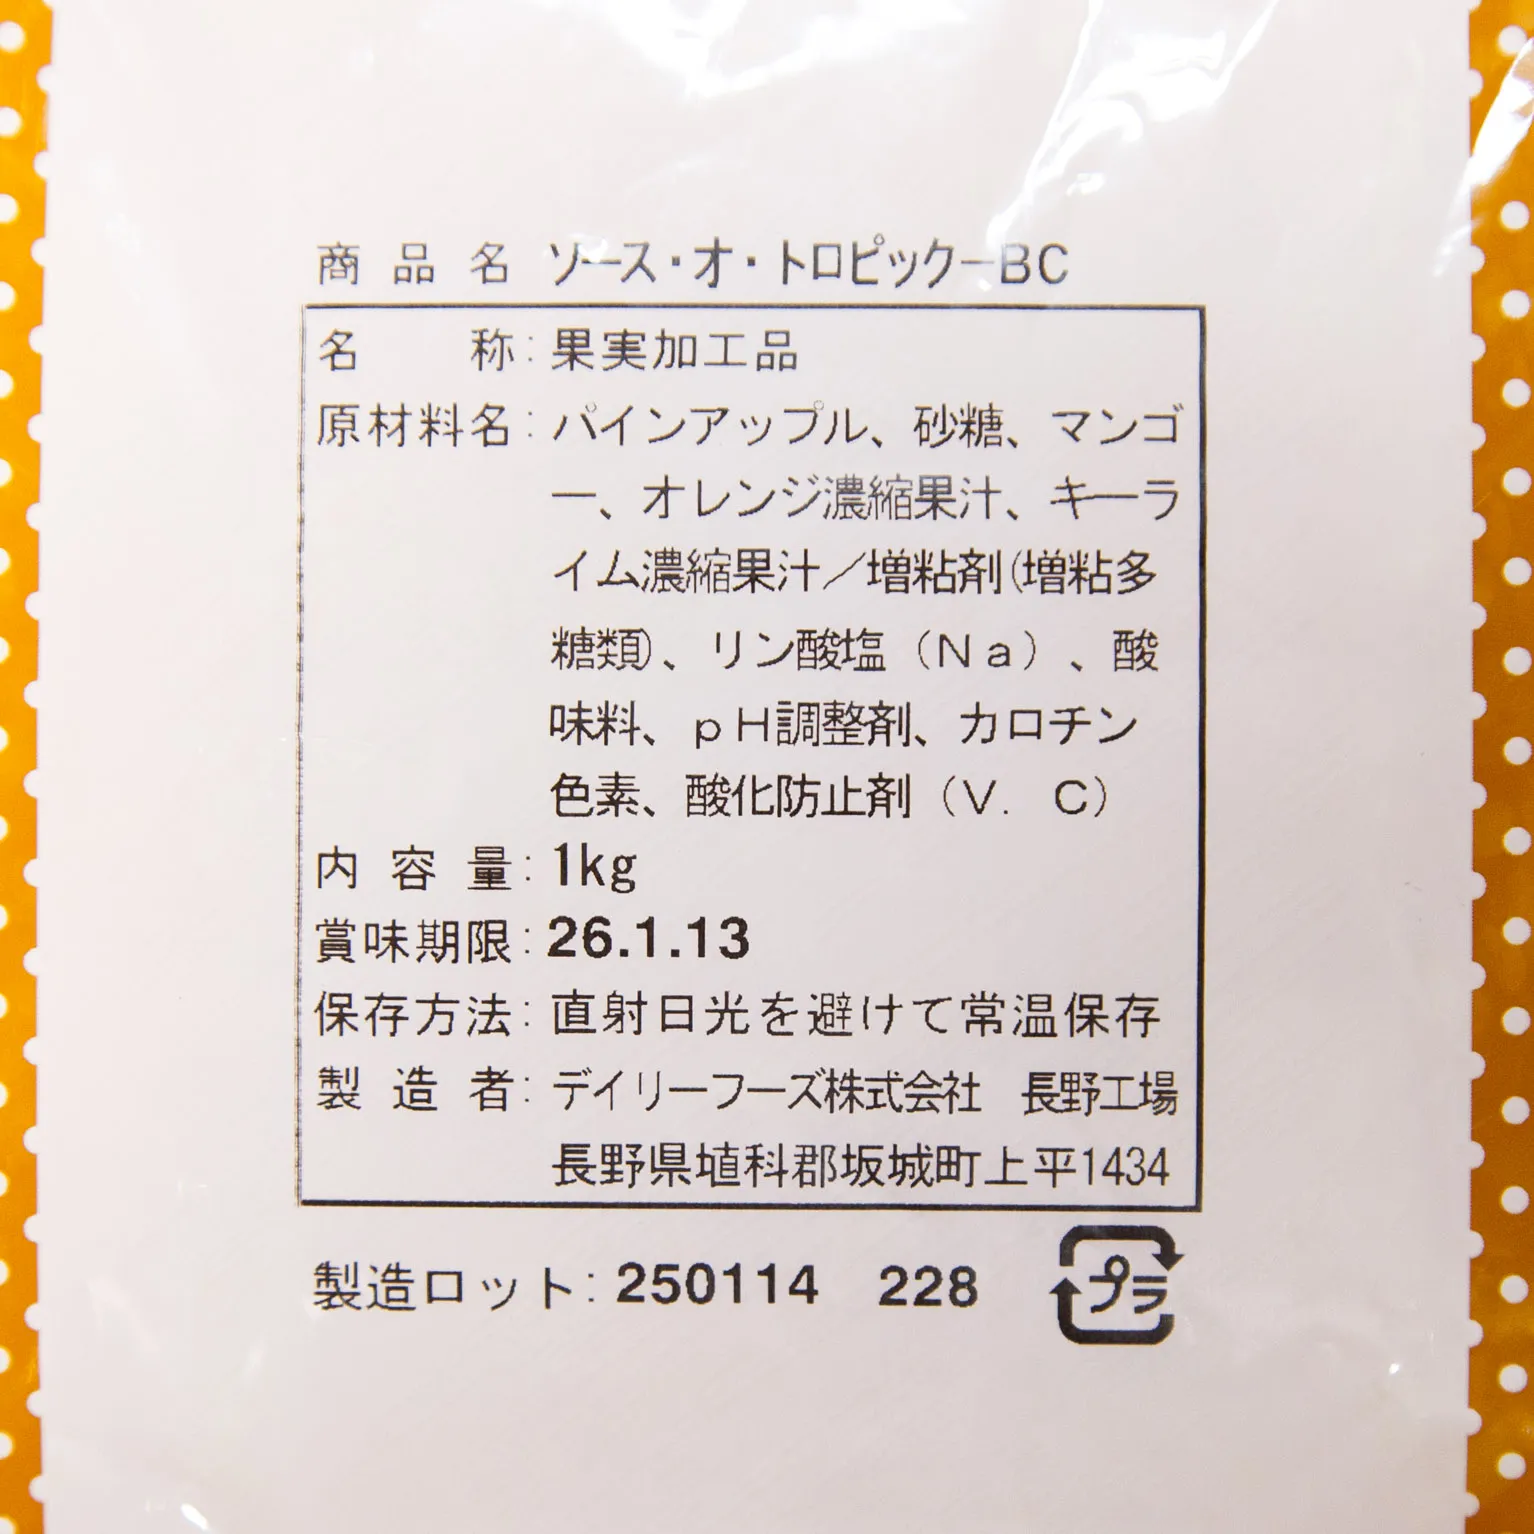 商品名 ソース・オ・トロピックーBC
名称:果実加工品
原材料名:パインアップル、砂糖、マンゴ
ー、オレンジ濃縮果汁、キーラ
イム濃縮果汁／増粘剤(増粘多
糖類)、リン酸塩（Ｎａ）、酸
味料、ｐＨ調整剤、カロチン
色素、酸化防止剤（Ｖ．Ｃ）
内容量:1kg
賞味期限:26.1.13
保存方法:直射日光を避けて常温保存
製造者:デイリーフーズ株式会社　長野工場
長野県埴科郡坂城町上平1434
製造ロット:250114　228
プラ